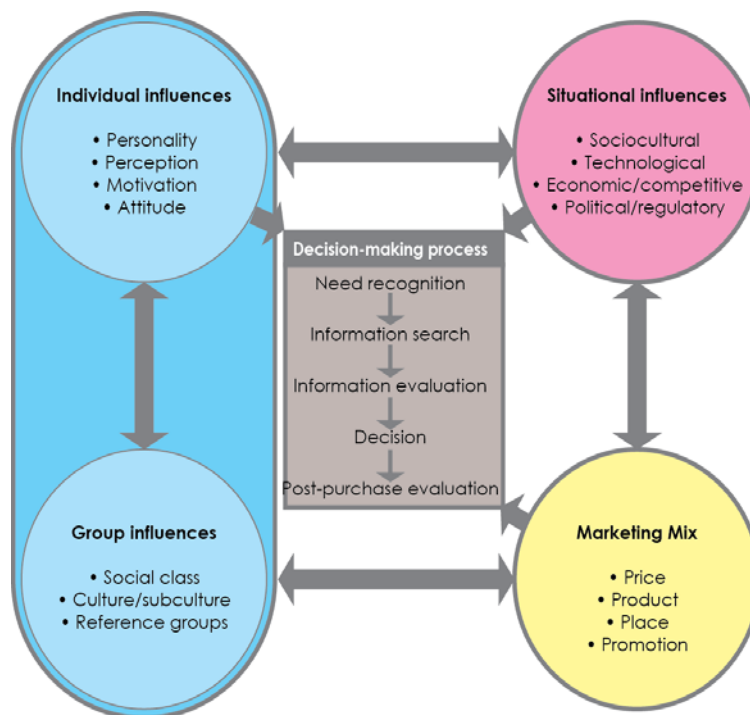 Individual influences
• Personality
• Perception
• Motivation
• Attitude
Situational influences
• Sociocultural
• Technological
• Economic/competitive
• Political/regulatory
Decision-making process
Need recognition
Information search
Information evaluation
Decision
Post-purchase evaluation
Group influences
• Social class
• Culture/subculture
• Reference groups
Marketing Mix
• Price
• Product
• Place
• Promotion